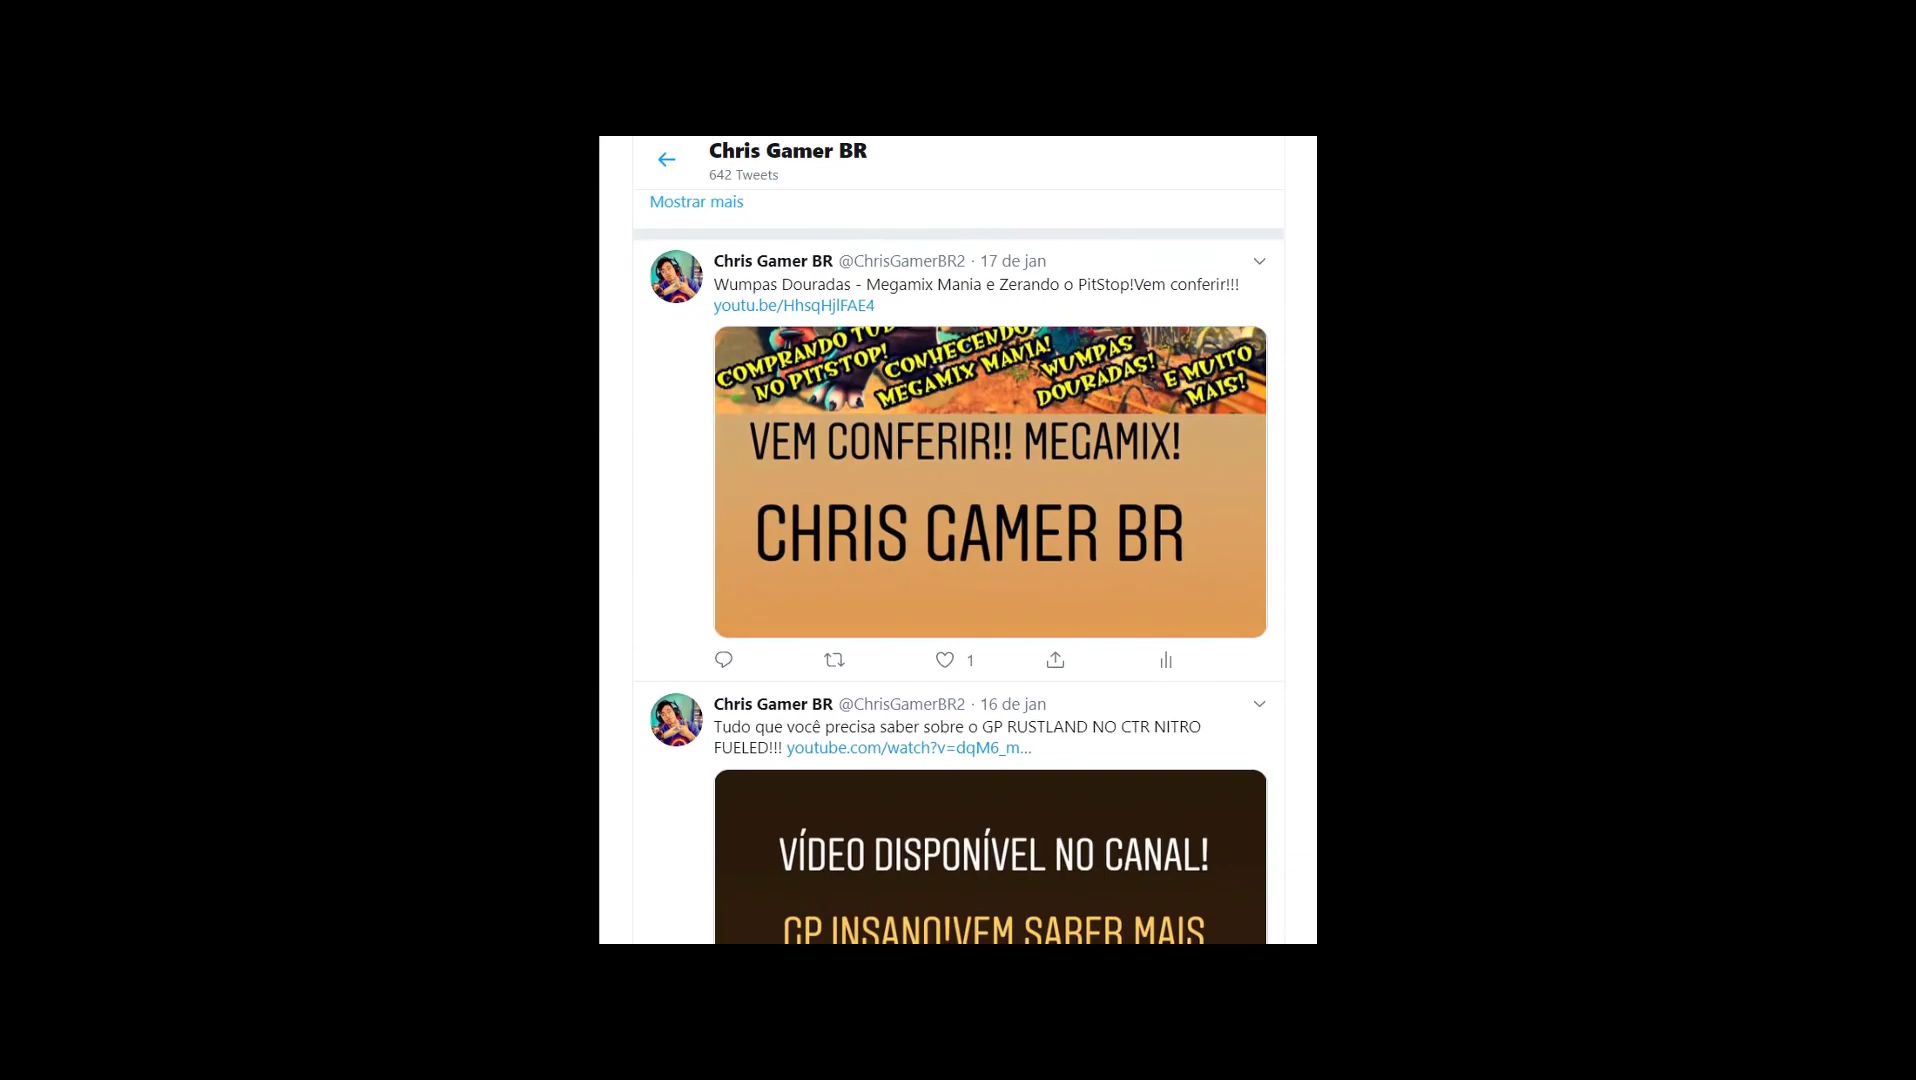 Chris Gamer BR
642 Tweets
Mostrar mais
Chris Gamer BR @ChrisGamerBR2 · 17 de jan
Wumpas Douradas - Megamix Mania e Zerando o PitStop!Vem conferir!!!
youtu.be/HhsqHjlFAE4
COMPRANDO TUDO
NO PITSTOP!
CONHECENDO
MEGAMIX MANIA!
WUMPAS
DOURADAS!
E MUITO
MAIS!
VEM CONFERIR!! MEGAMIX!
CHRIS GAMER BR
1
Chris Gamer BR @ChrisGamerBR2 · 16 de jan
Tudo que você precisa saber sobre o GP RUSTLAND NO CTR NITRO
FUELED!!! youtube.com/watch?v=dqM6_m...
VÍDEO DISPONÍVEL NO CANAL!
GP INSANO!VEM SABER MAIS